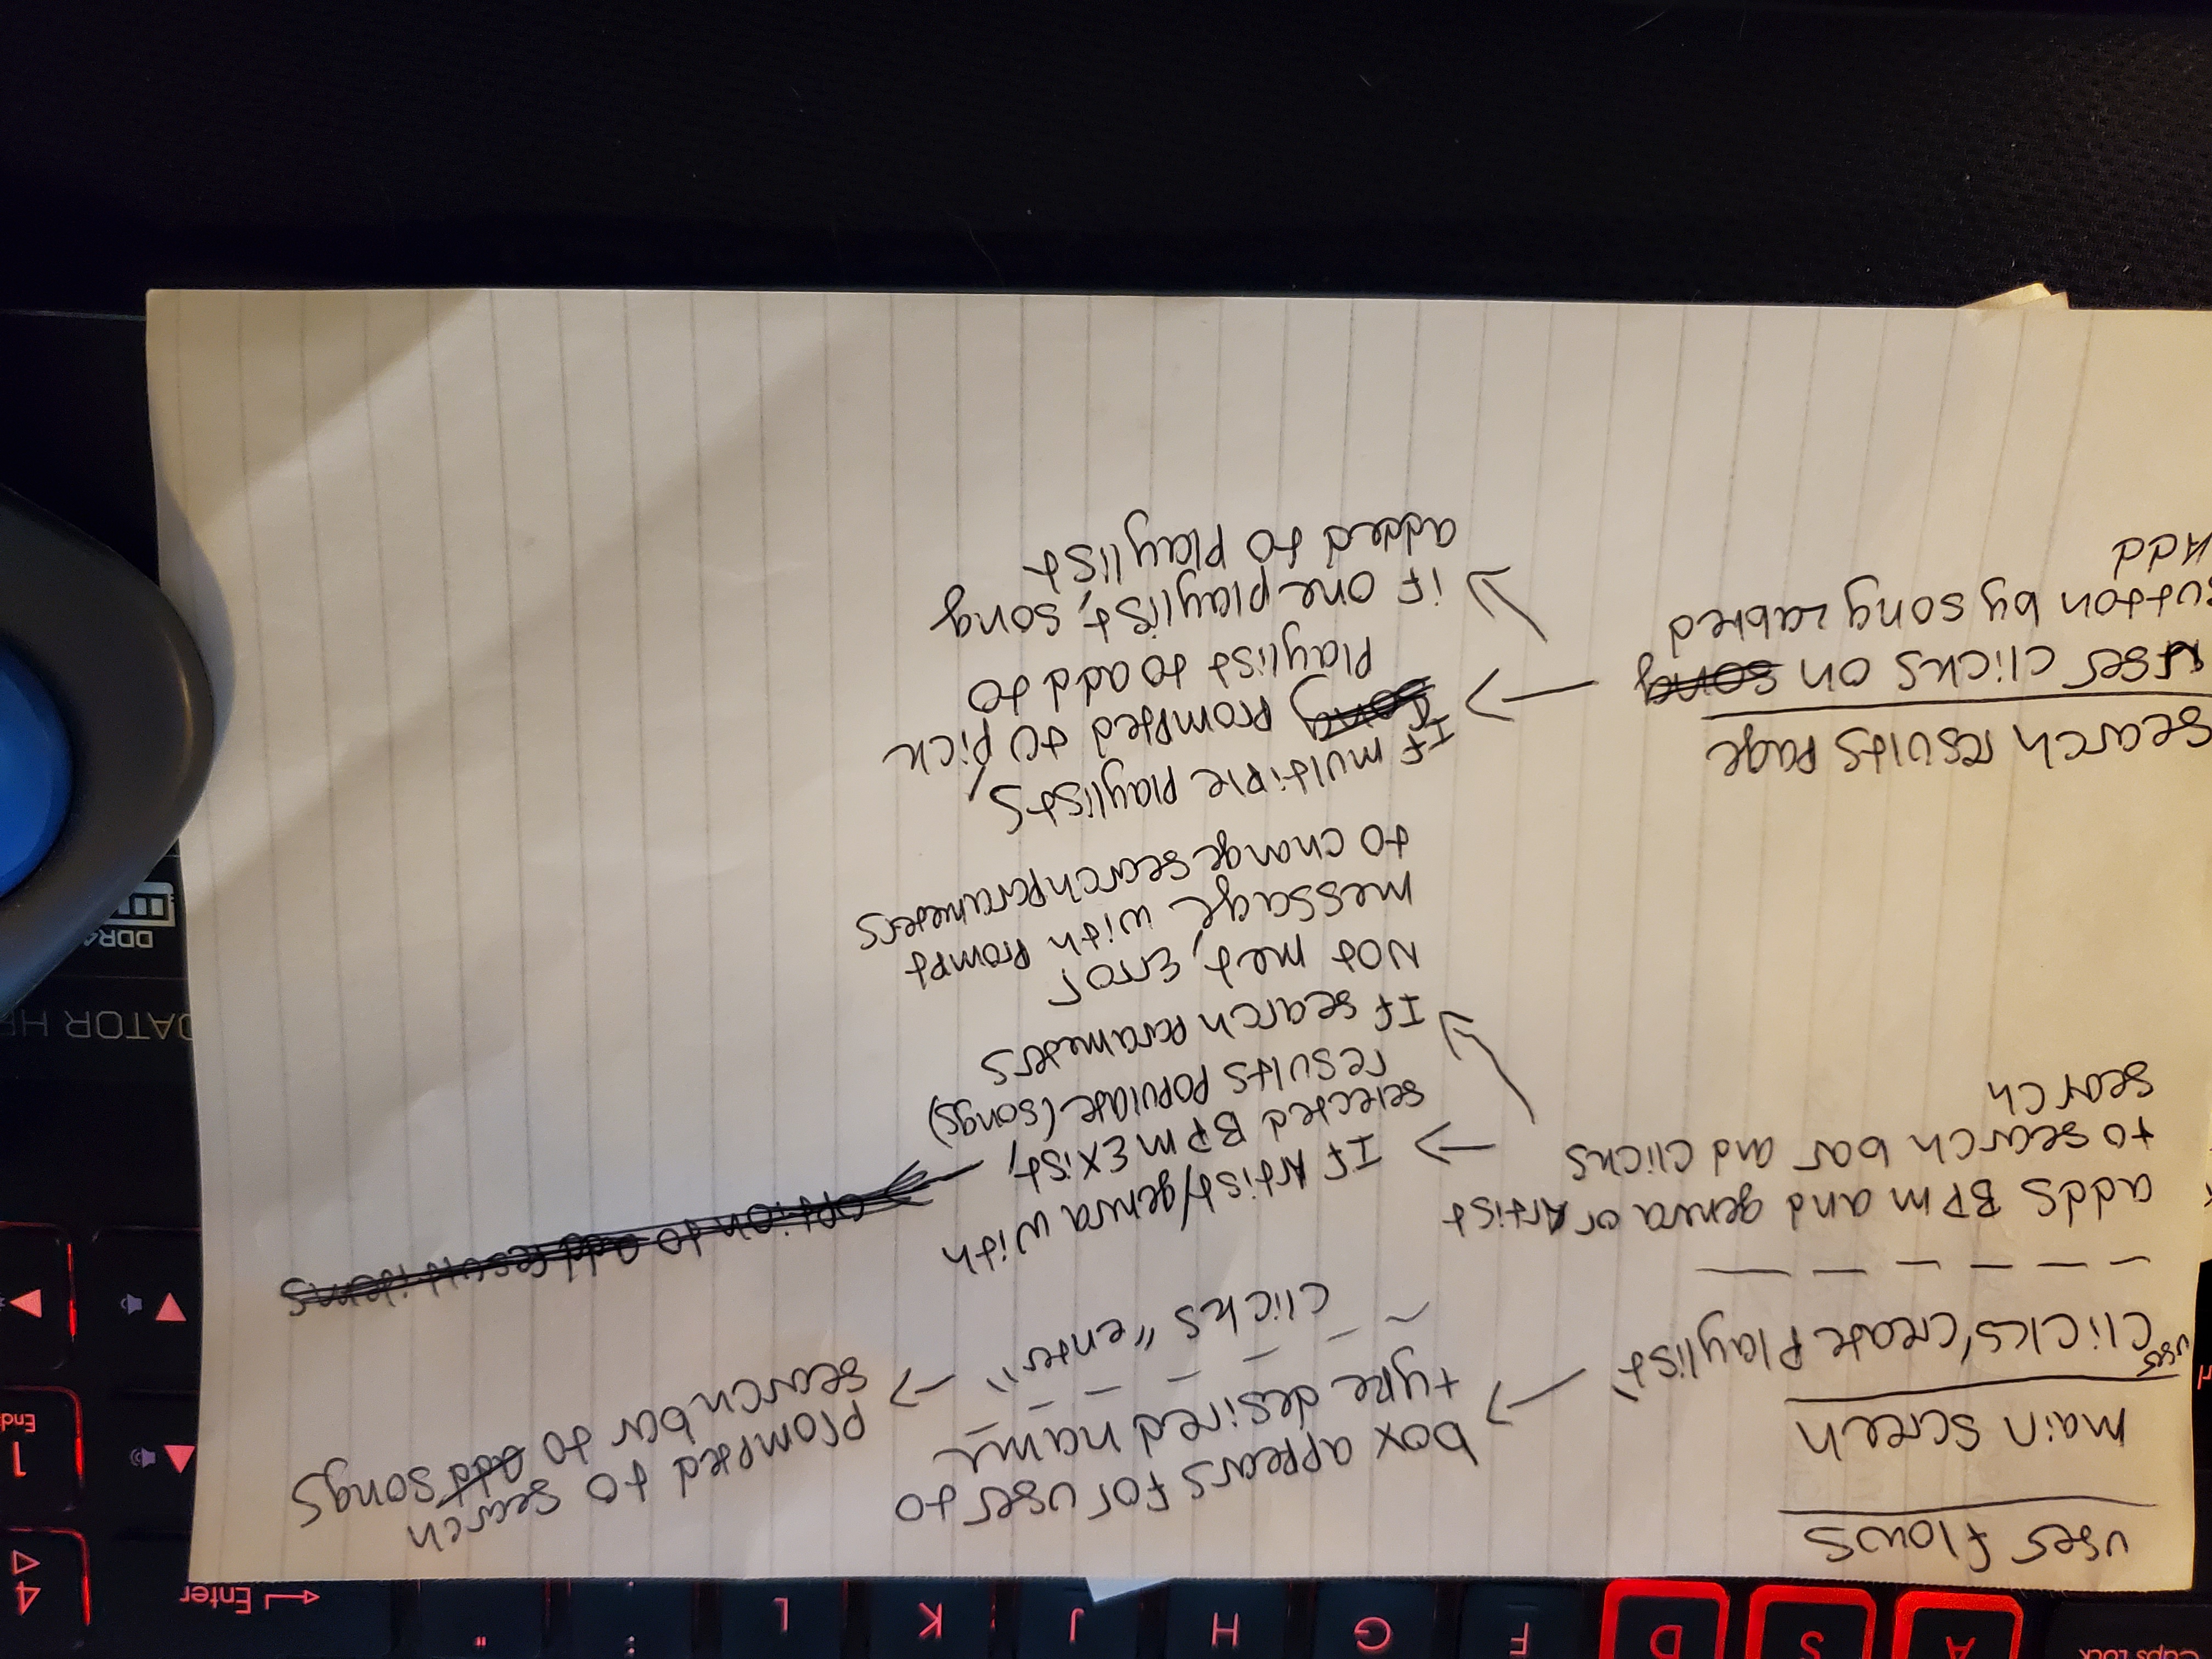 Caps Lock
A
S
D
F
G
H
J
K
L
:
;
"
Enter
4
1
End
user flows
main screen
user
clicks "create Playlist"
box appears for user to
type desired name
clicks "enter"
prompted to search
search bar to add songs
adds BPM and genra or Artist
to search bar and clicks
search
If Artist/genra with
selected BPM Exist,
results populate (songs)
option to add result items
If search parameters
Not met, Error
message with prompt
to change search parameters
search results page
user clicks on song
button by song Labled
Add
If multiple playlists,
song prompted to pick
Playlist to add to
if one playlist, song
added to playlist
DATOR HE
DDR4